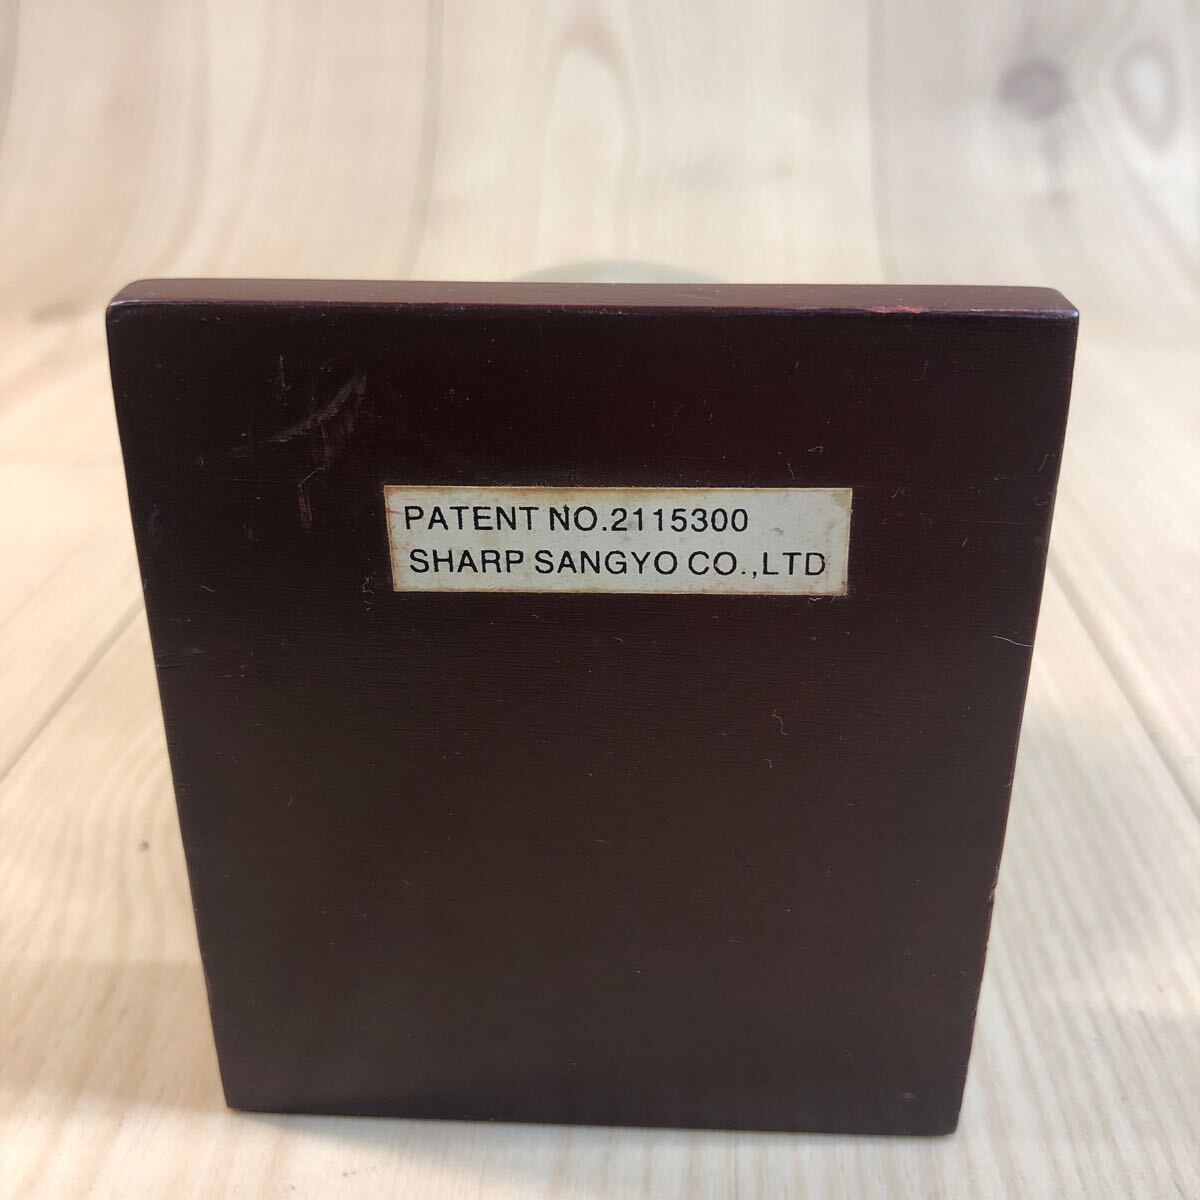 PATENT NO.2115300
SHARP SANGYO CO.,LTD